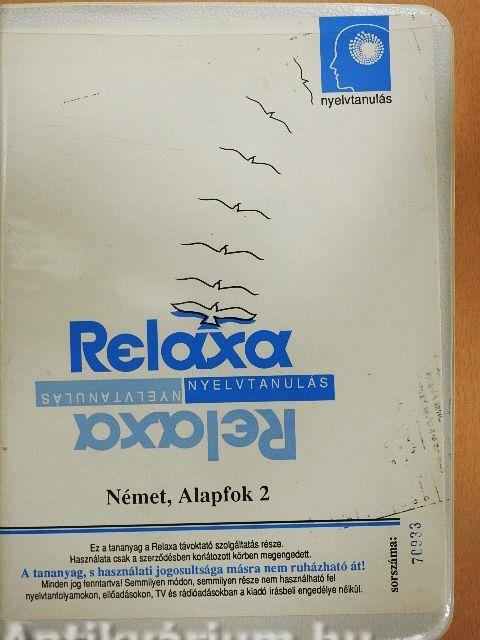 nyelvtanulás
Relaxa
NYELVTANULÁS NYELVTANULÁS
Relaxa
Német, Alapfok 2
Ez a tananyag a Relaxa távoktató szolgáltatás része.
Használata csak a szerződésben korlátozott körben megengedett.
A tananyag, s használati jogosultsága másra nem ruházható át!
Minden jog fenntartva! Semmilyen módon, semmilyen része nem használható fel
nyelvtanfolyamokon, előadásokon, TV és rádióadásokban a kiadó írásbeli engedélye nélkül.
sorszáma: 70933
Antikvárium.hu